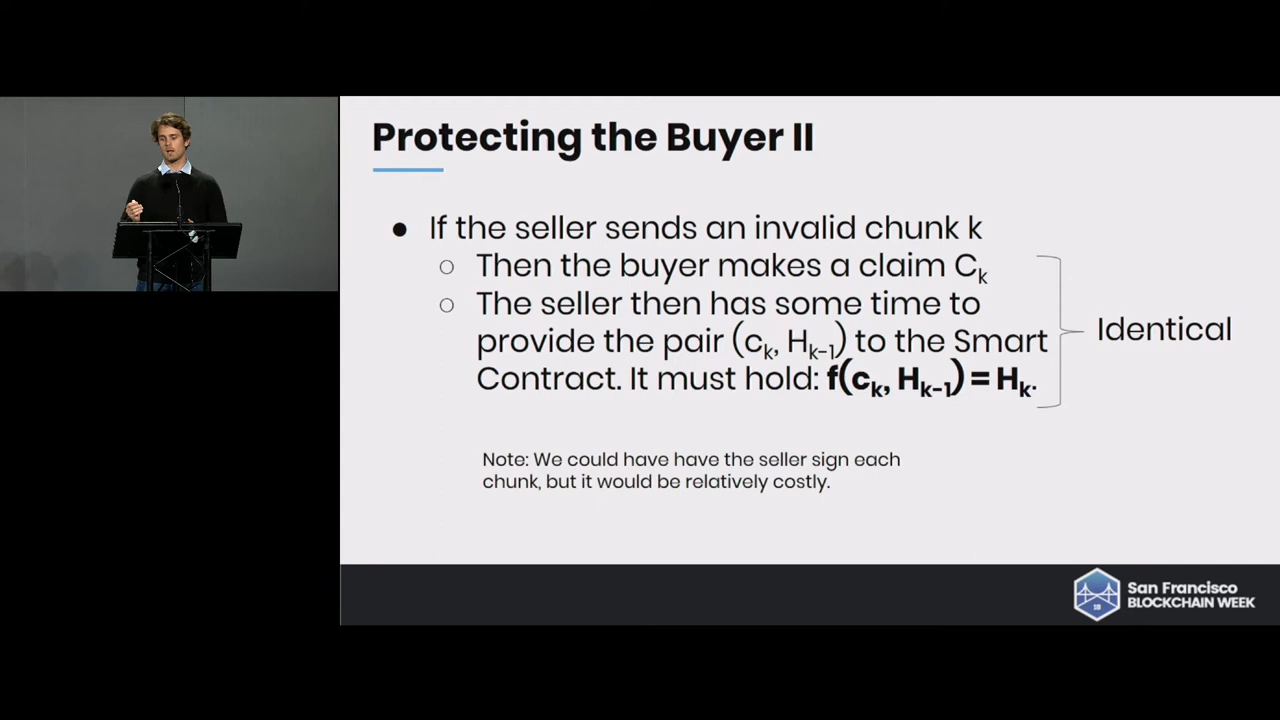 Protecting the Buyer II
● If the seller sends an invalid chunk k
○ Then the buyer makes a claim Cₖ
○ The seller then has some time to
provide the pair (cₖ, Hₖ₋₁) to the Smart
Contract. It must hold: f(cₖ, Hₖ₋₁) = Hₖ.
Identical
Note: We could have have the seller sign each
chunk, but it would be relatively costly.
18
San Francisco
BLOCKCHAIN WEEK